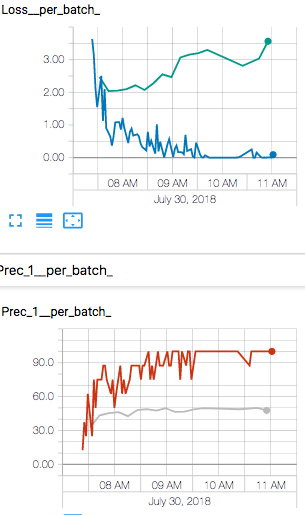 Loss__per_batch_
3.00
2.00
1.00
0.00
08 AM 09 AM 10 AM 11 AM
July 30, 2018
Prec_1__per_batch_
Prec_1__per_batch_
90.0
60.0
30.0
0.00
08 AM 09 AM 10 AM 11 AM
July 30, 2018